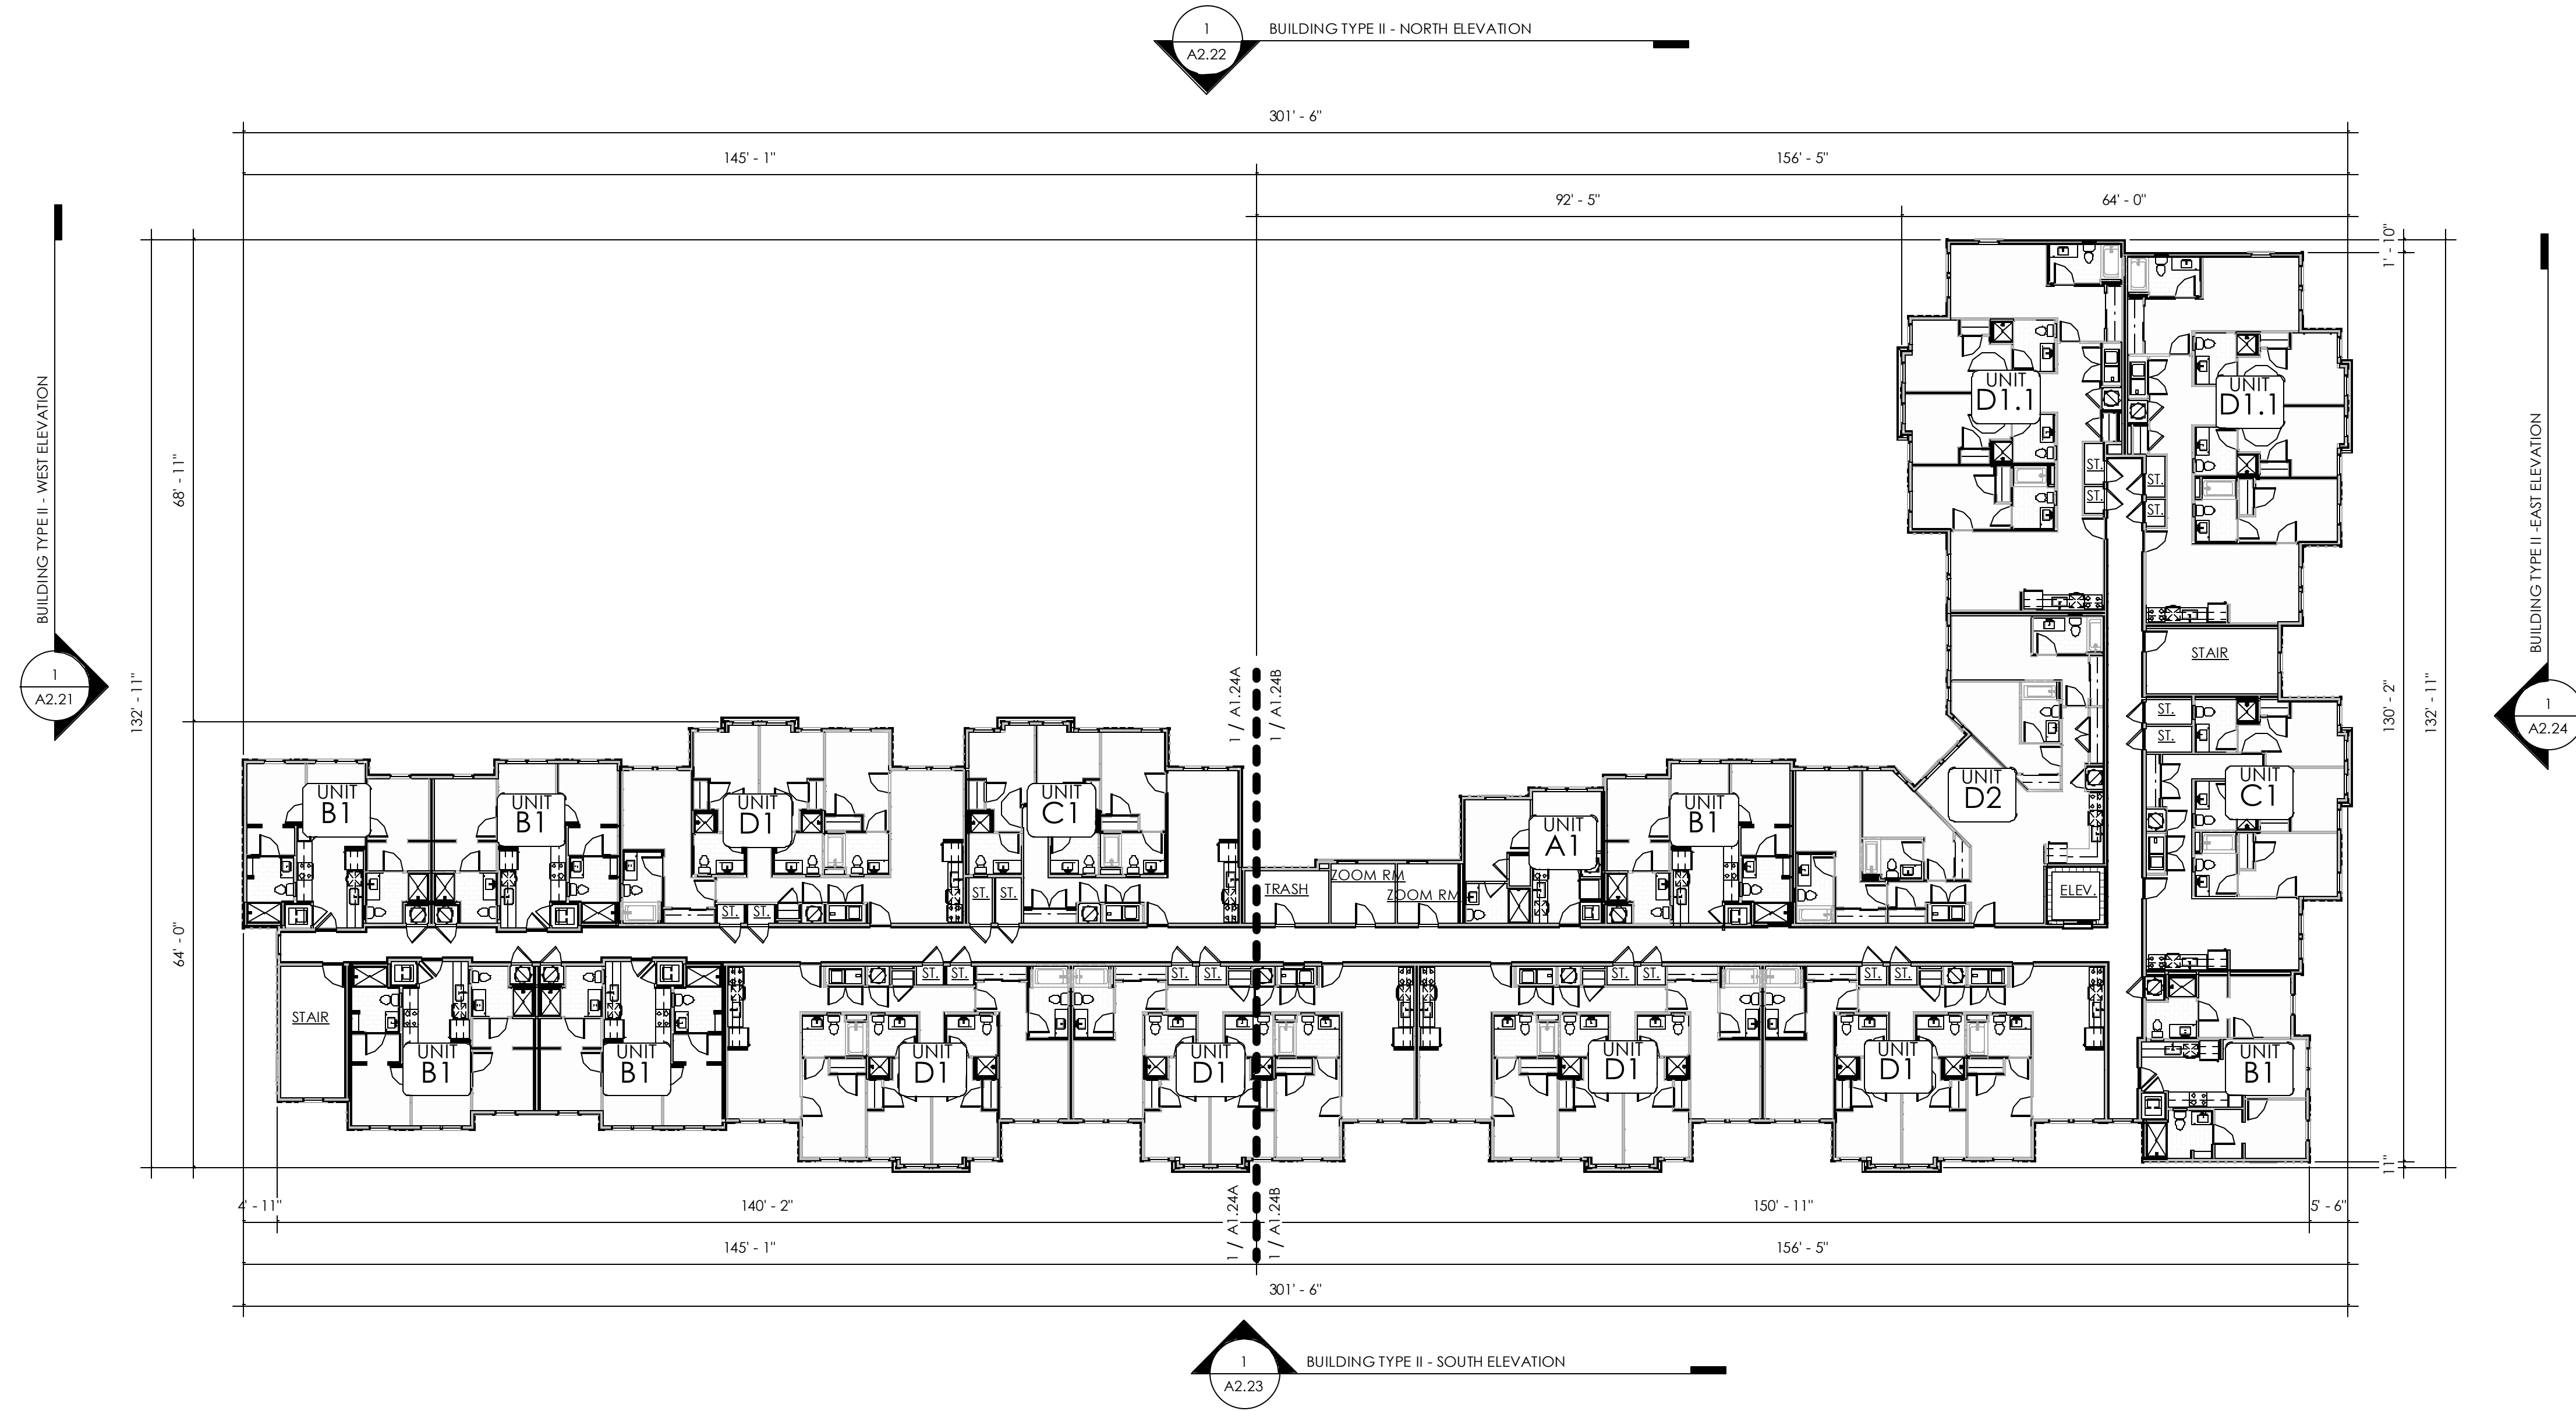 1
A2.22
BUILDING TYPE II - NORTH ELEVATION
301' - 6"
145' - 1"
156' - 5"
92' - 5"
64' - 0"
1' - 10"
BUILDING TYPE II - WEST ELEVATION
1
A2.21
132' - 11"
68' - 11"
64' - 0"
BUILDING TYPE II -EAST ELEVATION
1
A2.24
130' - 2"
132' - 11"
11"
UNIT
D1.1
UNIT
D1.1
ST.
ST.
ST.
ST.
STAIR
1 / A1.24A
1 / A1.24B
ST.
ST.
UNIT
B1
UNIT
B1
UNIT
D1
UNIT
C1
UNIT
A1
UNIT
B1
UNIT
D2
UNIT
C1
ST.
ST.
ST.
ST.
TRASH
ZOOM RM
ZOOM RM
ELEV.
STAIR
ST.
ST.
ST.
ST.
ST.
ST.
ST.
ST.
UNIT
B1
UNIT
B1
UNIT
D1
UNIT
D1
UNIT
D1
UNIT
D1
UNIT
B1
1 / A1.24A
1 / A1.24B
4' - 11"
140' - 2"
150' - 11"
5' - 6"
145' - 1"
156' - 5"
301' - 6"
1
A2.23
BUILDING TYPE II - SOUTH ELEVATION